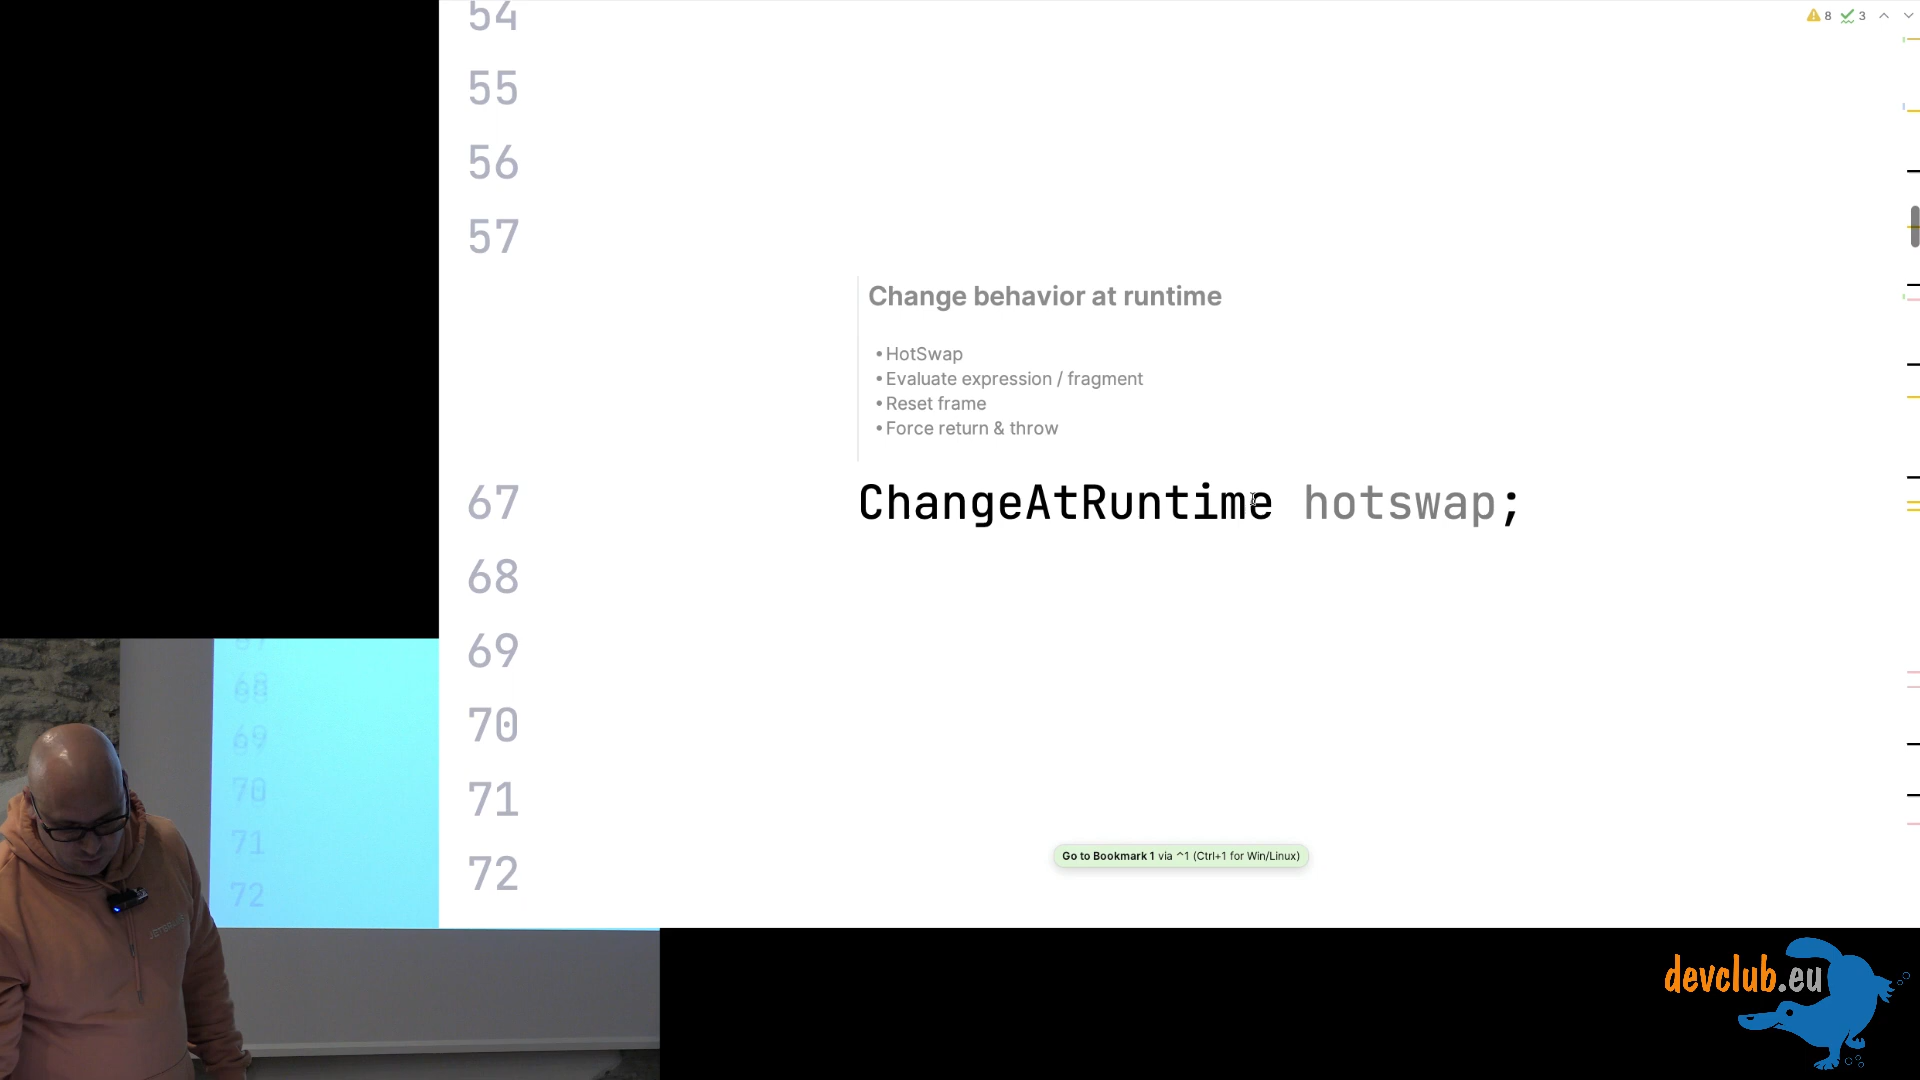 54
8 3
55
56
57
Change behavior at runtime
• HotSwap
• Evaluate expression / fragment
• Reset frame
• Force return & throw
67 ChangeAtRuntime hotswap;
68
69
70
71
72
Go to Bookmark 1 via ^1 (Ctrl+1 for Win/Linux)
67
68
69
70
71
72
devclub.eu